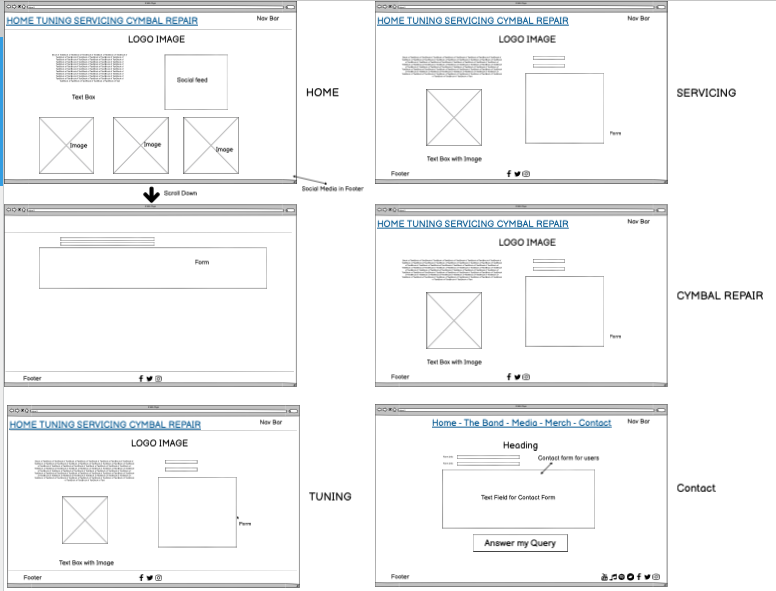 HOME TUNING SERVICING CYMBAL REPAIR
Nav Bar
LOGO IMAGE
Social feed
Text Box
Image
Image
Image
HOME
Social Media in Footer
Scroll Down
Form
Footer
HOME TUNING SERVICING CYMBAL REPAIR
Nav Bar
LOGO IMAGE
Form
Text Box with Image
Footer
TUNING
HOME TUNING SERVICING CYMBAL REPAIR
Nav Bar
LOGO IMAGE
Form
Text Box with Image
Footer
SERVICING
HOME TUNING SERVICING CYMBAL REPAIR
Nav Bar
LOGO IMAGE
Form
Text Box with Image
Footer
CYMBAL REPAIR
Home - The Band - Media - Merch - Contact
Nav Bar
Heading
Contact form for users
Text Field for Contact Form
Answer my Query
Footer
Contact